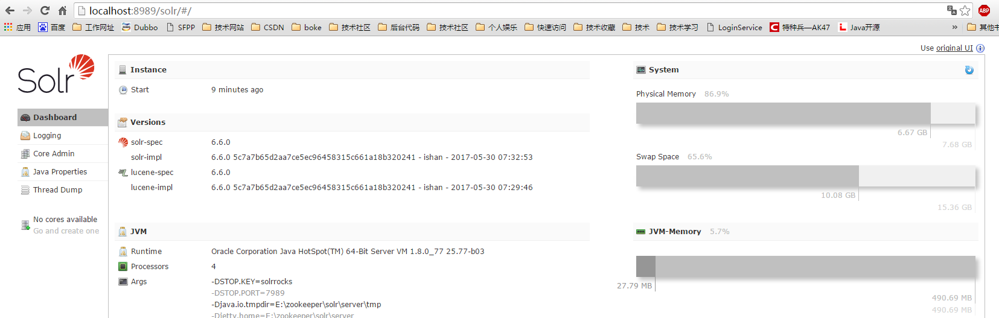 localhost:8989/solr/#/
ABP
应用 百度 工作网址 Dubbo SFPP 技术网站 CSDN boke 技术社区 后台代码 技术社区 个人娱乐 快速访问 技术收藏 技术 技术学习 LoginService 特种兵—AK47 Java开源 » 其他书
Use original UI
Solr
Dashboard
Logging
Core Admin
Java Properties
Thread Dump
No cores available
Go and create one
Instance
Start 9 minutes ago
Versions
solr-spec 6.6.0
solr-impl 6.6.0 5c7a7b65d2aa7ce5ec96458315c661a18b320241 - ishan - 2017-05-30 07:32:53
lucene-spec 6.6.0
lucene-impl 6.6.0 5c7a7b65d2aa7ce5ec96458315c661a18b320241 - ishan - 2017-05-30 07:29:46
JVM
Runtime Oracle Corporation Java HotSpot(TM) 64-Bit Server VM 1.8.0_77 25.77-b03
Processors 4
Args -DSTOP.KEY=solrrocks
-DSTOP.PORT=7989
-Djava.io.tmpdir=E:\zookeeper\solr\server\tmp
-Djetty.home=E:\zookeeper\solr\server
System
Physical Memory 86.9%
6.67 GB
7.68 GB
Swap Space 65.6%
10.08 GB
15.36 GB
JVM-Memory 5.7%
27.79 MB
490.69 MB
490.69 MB